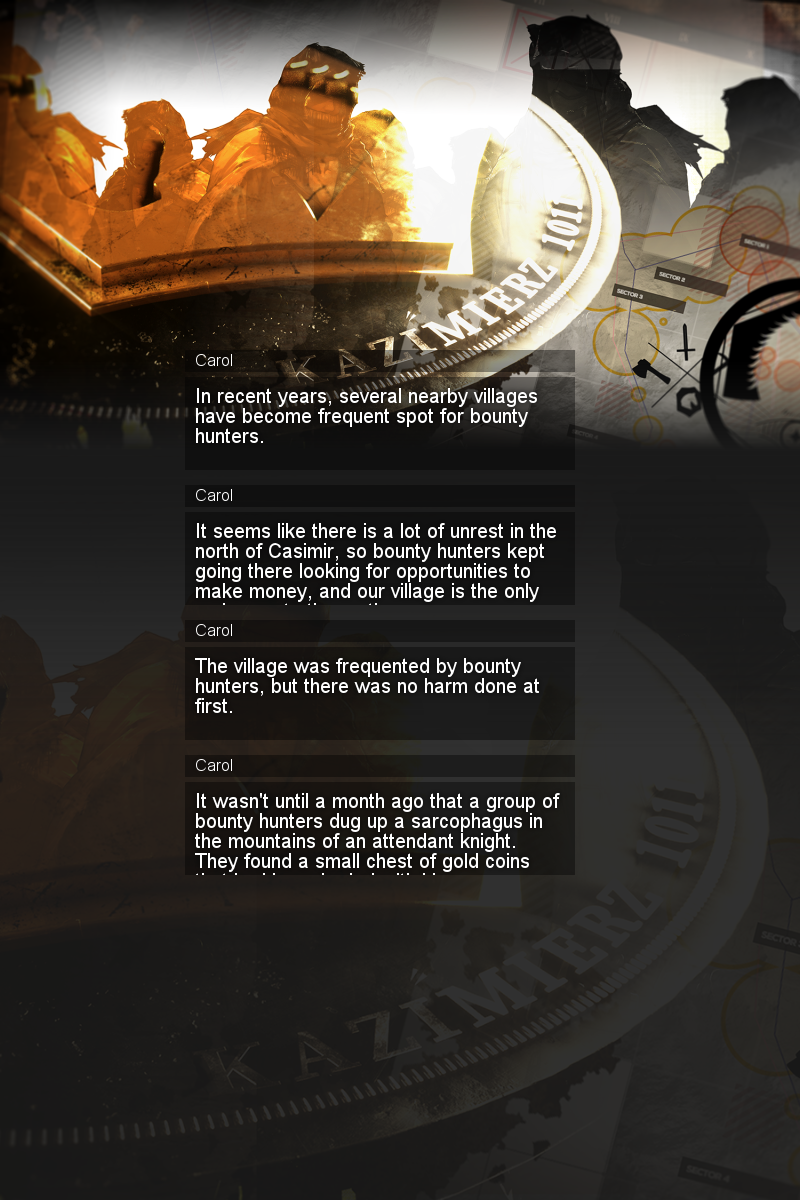 KAZIMIERZ 1011
SECTOR 1
SECTOR 2
SECTOR 3
Carol
In recent years, several nearby villages
have become frequent spot for bounty
hunters.
Carol
It seems like there is a lot of unrest in the
north of Casimir, so bounty hunters kept
going there looking for opportunities to
make money, and our village is the only
Carol
The village was frequented by bounty
hunters, but there was no harm done at
first.
Carol
It wasn't until a month ago that a group of
bounty hunters dug up a sarcophagus in
the mountains of an attendant knight.
They found a small chest of gold coins
KAZIMIERZ 1011
SECTOR
SECTOR 4